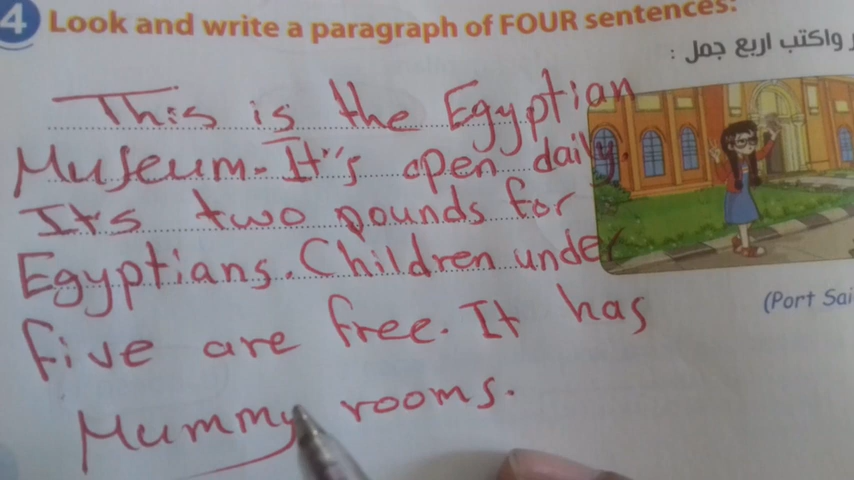 4 Look and write a paragraph of FOUR sentences:
واكتب اربع جمل :
This is the Egyptian
Museum. It's open daily.
Its two pounds for
Egyptians. Children under
five are free. It has
Mummy rooms.
(Port Sai